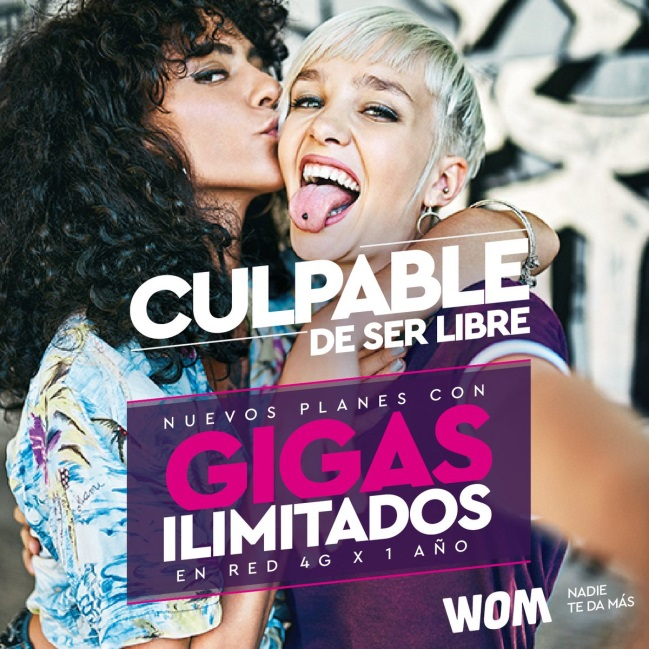 CULPABLE
DE SER LIBRE
NUEVOS PLANES CON
GIGAS
ILIMITADOS
EN RED 4G X 1 AÑO
WOM
NADIE
TE DA MÁS